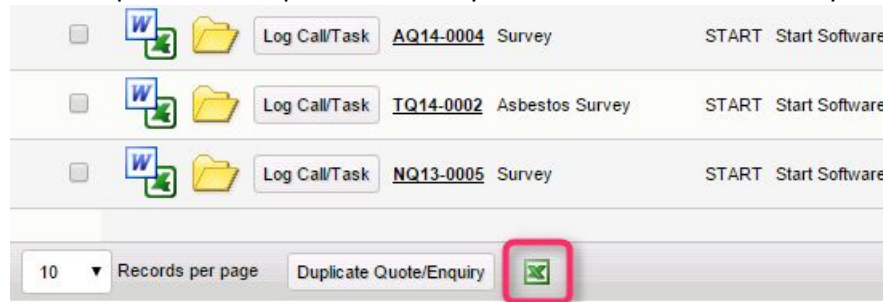 Log Call/Task AQ14-0004 Survey START Start Software
Log Call/Task TQ14-0002 Asbestos Survey START Start Software
Log Call/Task NQ13-0005 Survey START Start Software
10 Records per page Duplicate Quote/Enquiry